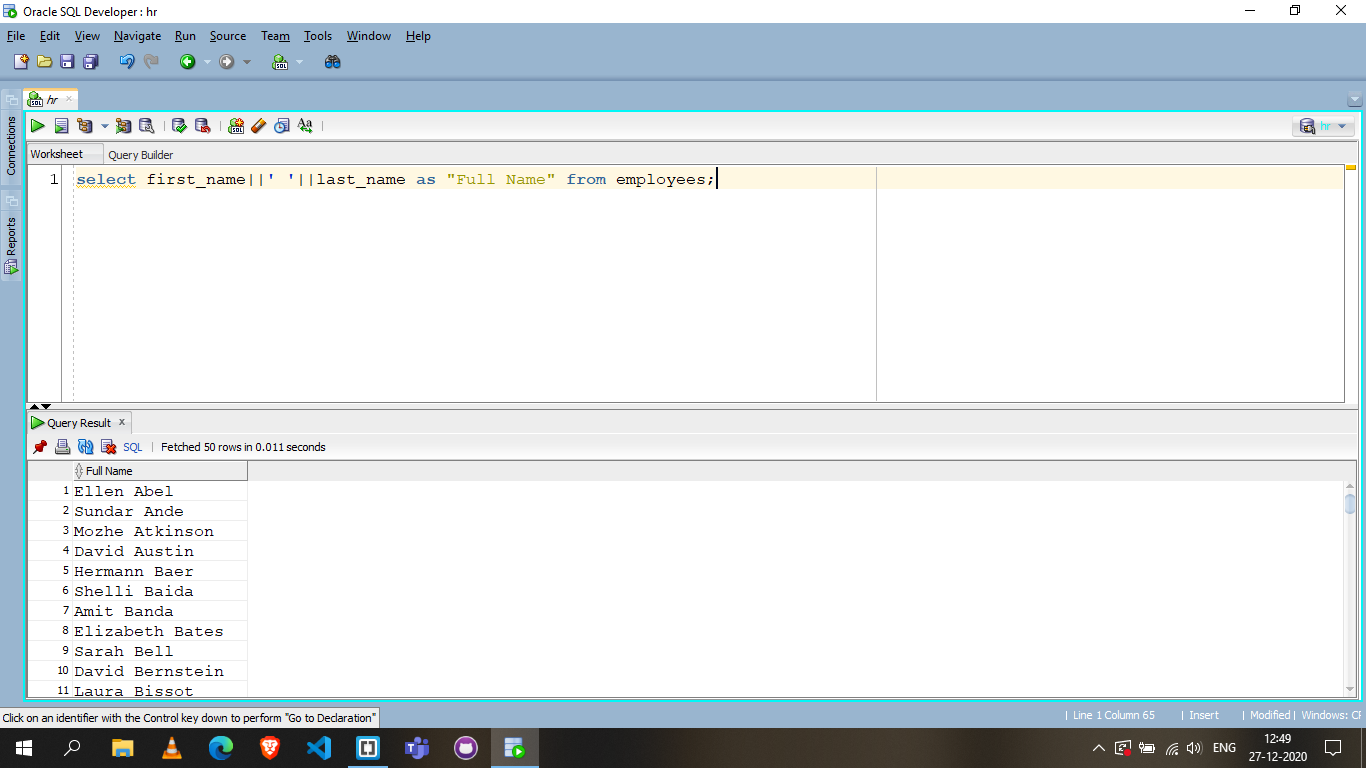 Oracle SQL Developer : hr
File Edit View Navigate Run Source Team Tools Window Help
hr
Connections
Reports
hr
Worksheet Query Builder
1 select first_name||' '||last_name as "Full Name" from employees;
Query Result x
SQL | Fetched 50 rows in 0.011 seconds
Full Name
1 Ellen Abel
2 Sundar Ande
3 Mozhe Atkinson
4 David Austin
5 Hermann Baer
6 Shelli Baida
7 Amit Banda
8 Elizabeth Bates
9 Sarah Bell
10 David Bernstein
11 Laura Bissot
Click on an identifier with the Control key down to perform "Go to Declaration"
| Line 1 Column 65 | Insert | Modified | Windows: CF
ENG
12:49
27-12-2020